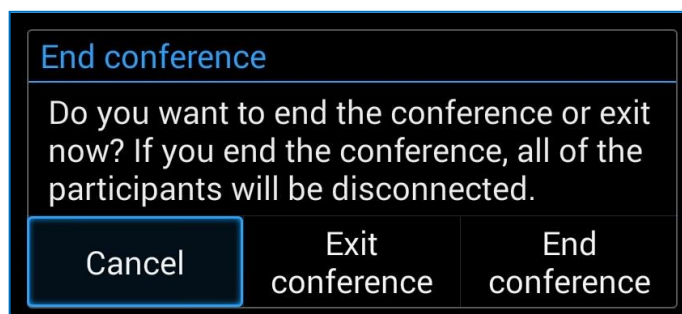 End conference
Do you want to end the conference or exit
now? If you end the conference, all of the
participants will be disconnected.
Cancel
Exit
conference
End
conference